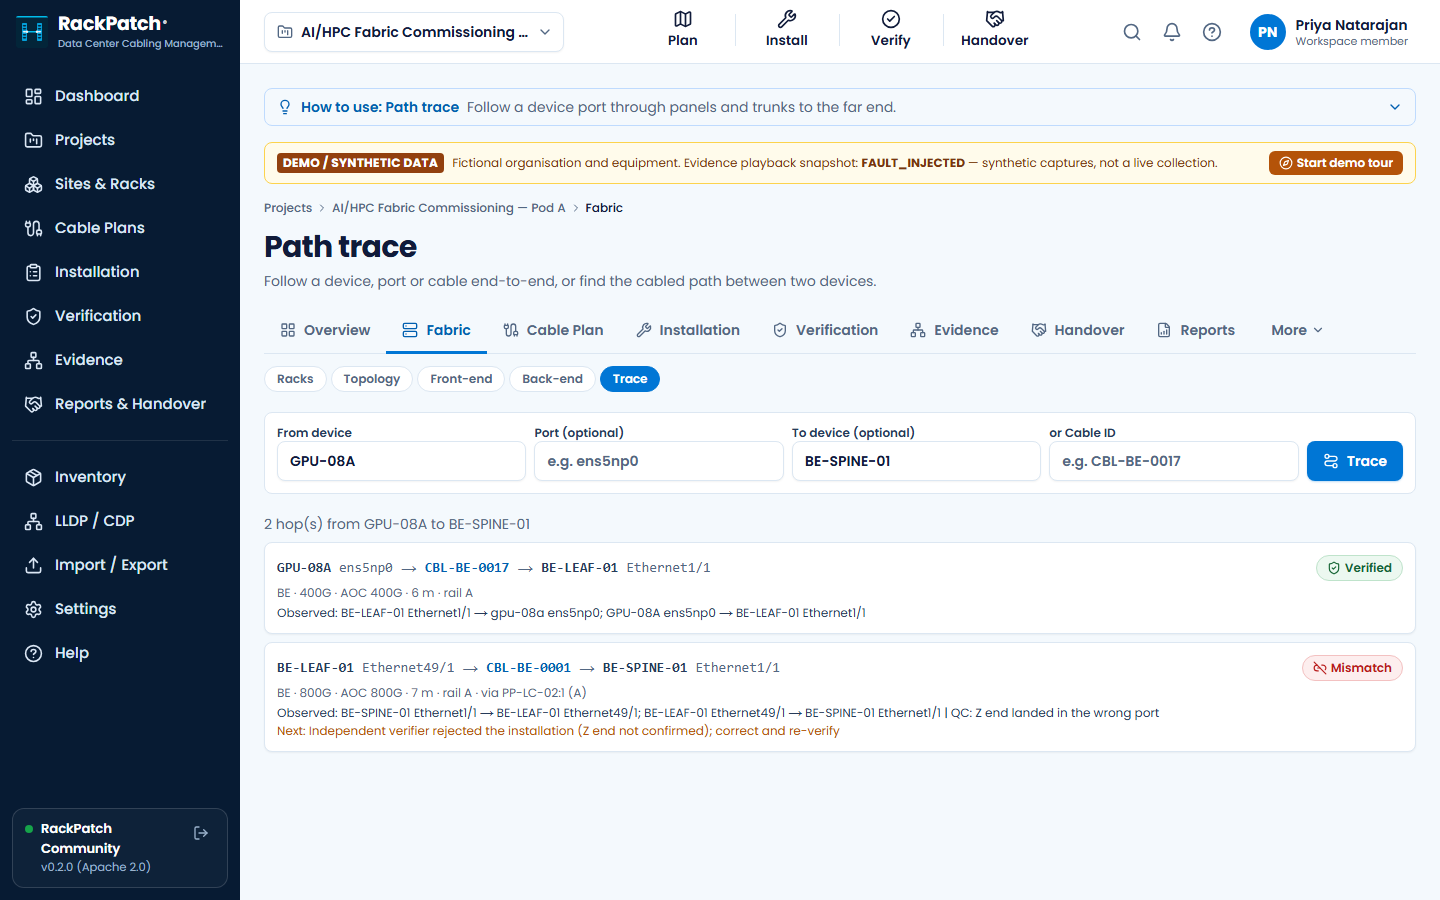 RackPatch
Data Center Cabling Managem...
AI/HPC Fabric Commissioning ...
Plan
Install
Verify
Handover
PN
Priya Natarajan
Workspace member
Dashboard
Projects
Sites & Racks
Cable Plans
Installation
Verification
Evidence
Reports & Handover
Inventory
LLDP / CDP
Import / Export
Settings
Help
RackPatch Community
v0.2.0 (Apache 2.0)
How to use: Path trace Follow a device port through panels and trunks to the far end.
DEMO / SYNTHETIC DATA Fictional organisation and equipment. Evidence playback snapshot: FAULT_INJECTED — synthetic captures, not a live collection. Start demo tour
Projects > AI/HPC Fabric Commissioning — Pod A > Fabric
Path trace
Follow a device, port or cable end-to-end, or find the cabled path between two devices.
Overview Fabric Cable Plan Installation Verification Evidence Handover Reports More
Racks Topology Front-end Back-end Trace
From device Port (optional) To device (optional) or Cable ID
GPU-08A e.g. ens5np0 BE-SPINE-01 e.g. CBL-BE-0017 Trace
2 hop(s) from GPU-08A to BE-SPINE-01
GPU-08A ens5np0 → CBL-BE-0017 → BE-LEAF-01 Ethernet1/1 Verified
BE · 400G · AOC 400G · 6 m · rail A
Observed: BE-LEAF-01 Ethernet1/1 → gpu-08a ens5np0; GPU-08A ens5np0 → BE-LEAF-01 Ethernet1/1
BE-LEAF-01 Ethernet49/1 → CBL-BE-0001 → BE-SPINE-01 Ethernet1/1 Mismatch
BE · 800G · AOC 800G · 7 m · rail A · via PP-LC-02:1 (A)
Observed: BE-SPINE-01 Ethernet1/1 → BE-LEAF-01 Ethernet49/1; BE-LEAF-01 Ethernet49/1 → BE-SPINE-01 Ethernet1/1 | QC: Z end landed in the wrong port
Next: Independent verifier rejected the installation (Z end not confirmed); correct and re-verify